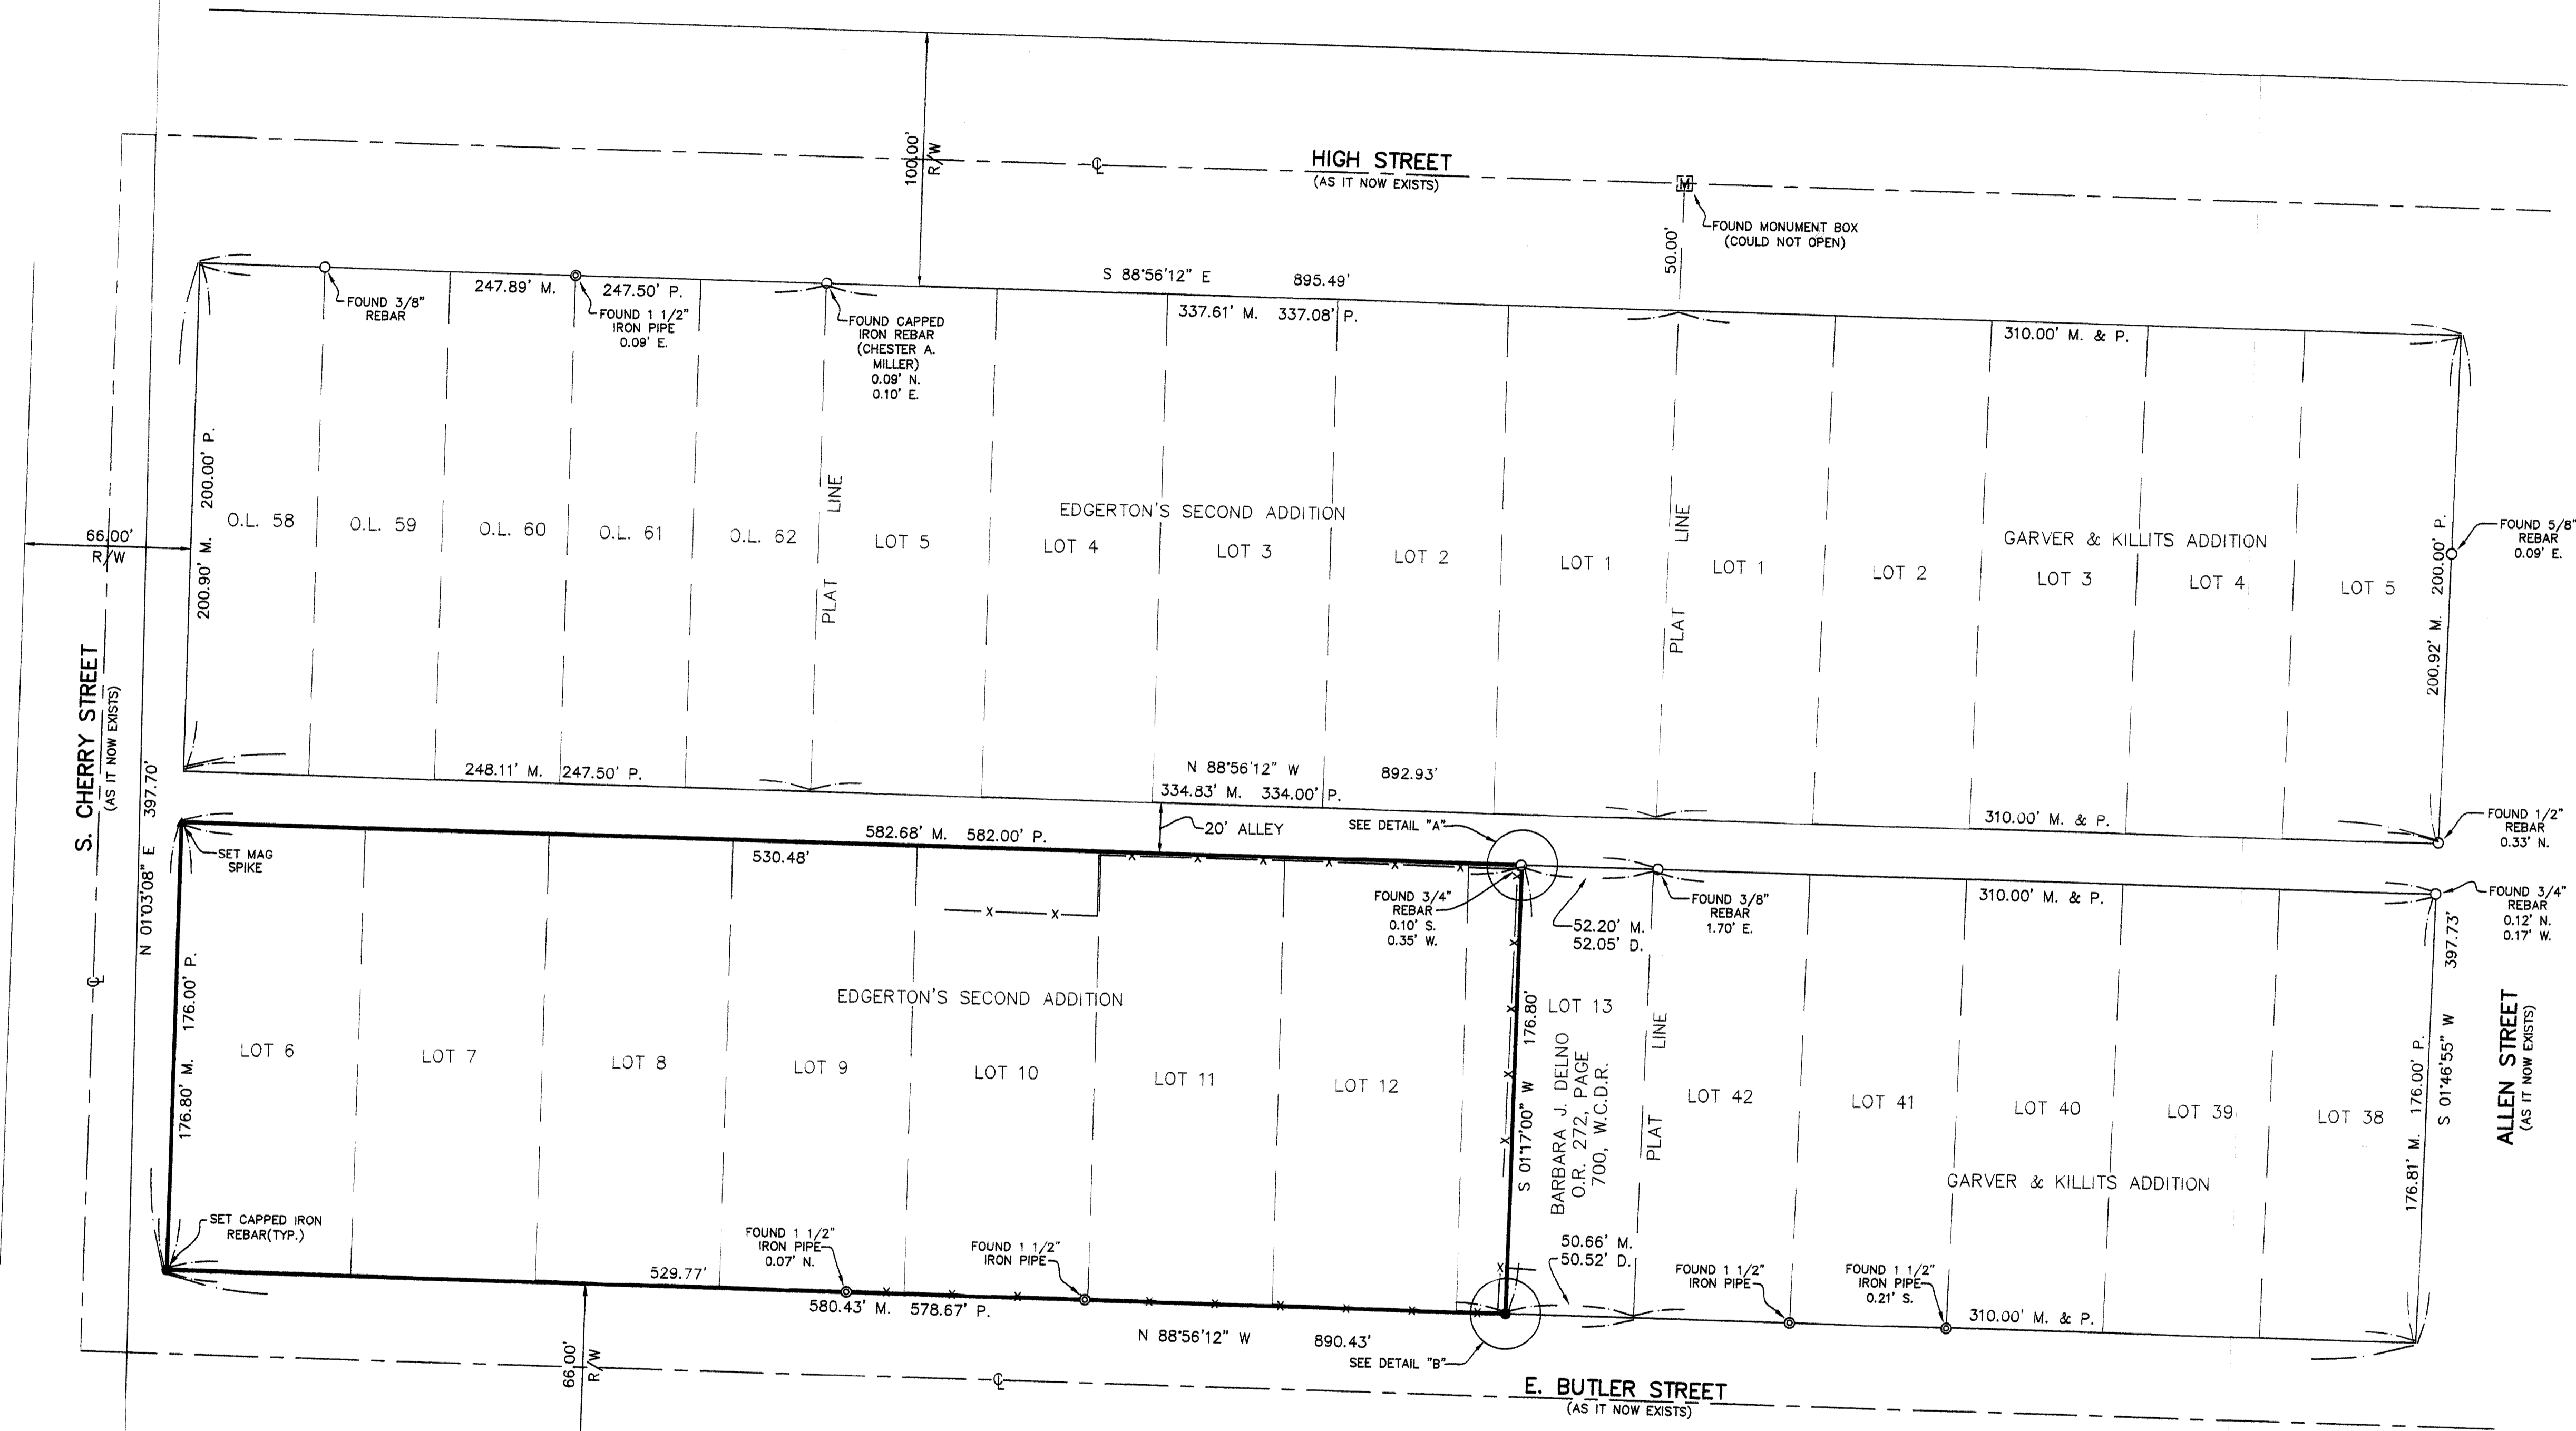 HIGH STREET
(AS IT NOW EXISTS)
100.00'
R/W
℄
M
FOUND MONUMENT BOX
(COULD NOT OPEN)
50.00'
S 88°56'12" E 895.49'
247.89' M. 247.50' P.
337.61' M. 337.08' P.
310.00' M. & P.
FOUND 3/8"
REBAR
FOUND 1 1/2"
IRON PIPE
0.09' E.
FOUND CAPPED
IRON REBAR
(CHESTER A.
MILLER)
0.09' N.
0.10' E.
200.90' M. 200.00' P.
66.00'
R/W
O.L. 58
O.L. 59
O.L. 60
O.L. 61
O.L. 62
PLAT LINE
EDGERTON'S SECOND ADDITION
LOT 5
LOT 4
LOT 3
LOT 2
LOT 1
PLAT LINE
GARVER & KILLITS ADDITION
LOT 1
LOT 2
LOT 3
LOT 4
LOT 5
200.92' M. 200.00' P.
FOUND 5/8"
REBAR
0.09' E.
S. CHERRY STREET
(AS IT NOW EXISTS)
℄
N 01°03'08" E 397.70'
248.11' M. 247.50' P.
N 88°56'12" W 892.93'
334.83' M. 334.00' P.
310.00' M. & P.
FOUND 1/2"
REBAR
0.33' N.
20' ALLEY
SEE DETAIL "A"
582.68' M. 582.00' P.
530.48'
SET MAG
SPIKE
X X X X X X
X X
FOUND 3/4"
REBAR
0.10' S.
0.35' W.
52.20' M.
52.05' D.
FOUND 3/8"
REBAR
1.70' E.
310.00' M. & P.
FOUND 3/4"
REBAR
0.12' N.
0.17' W.
176.80' M. 176.00' P.
EDGERTON'S SECOND ADDITION
LOT 6
LOT 7
LOT 8
LOT 9
LOT 10
LOT 11
LOT 12
X X X X X X
S 01°17'00" W 176.80'
LOT 13
BARBARA J. DELNO
O.R. 272, PAGE
700, W.C.D.R.
PLAT LINE
LOT 42
LOT 41
LOT 40
LOT 39
LOT 38
GARVER & KILLITS ADDITION
176.81' M. 176.00' P.
S 01°46'55" W 397.73'
ALLEN STREET
(AS IT NOW EXISTS)
SET CAPPED IRON
REBAR(TYP.)
FOUND 1 1/2"
IRON PIPE
0.07' N.
FOUND 1 1/2"
IRON PIPE
50.66' M.
50.52' D.
FOUND 1 1/2"
IRON PIPE
FOUND 1 1/2"
IRON PIPE
0.21' S.
529.77'
X X X X X X X X X
580.43' M. 578.67' P.
310.00' M. & P.
N 88°56'12" W 890.43'
SEE DETAIL "B"
66.00'
R/W
℄
E. BUTLER STREET
(AS IT NOW EXISTS)